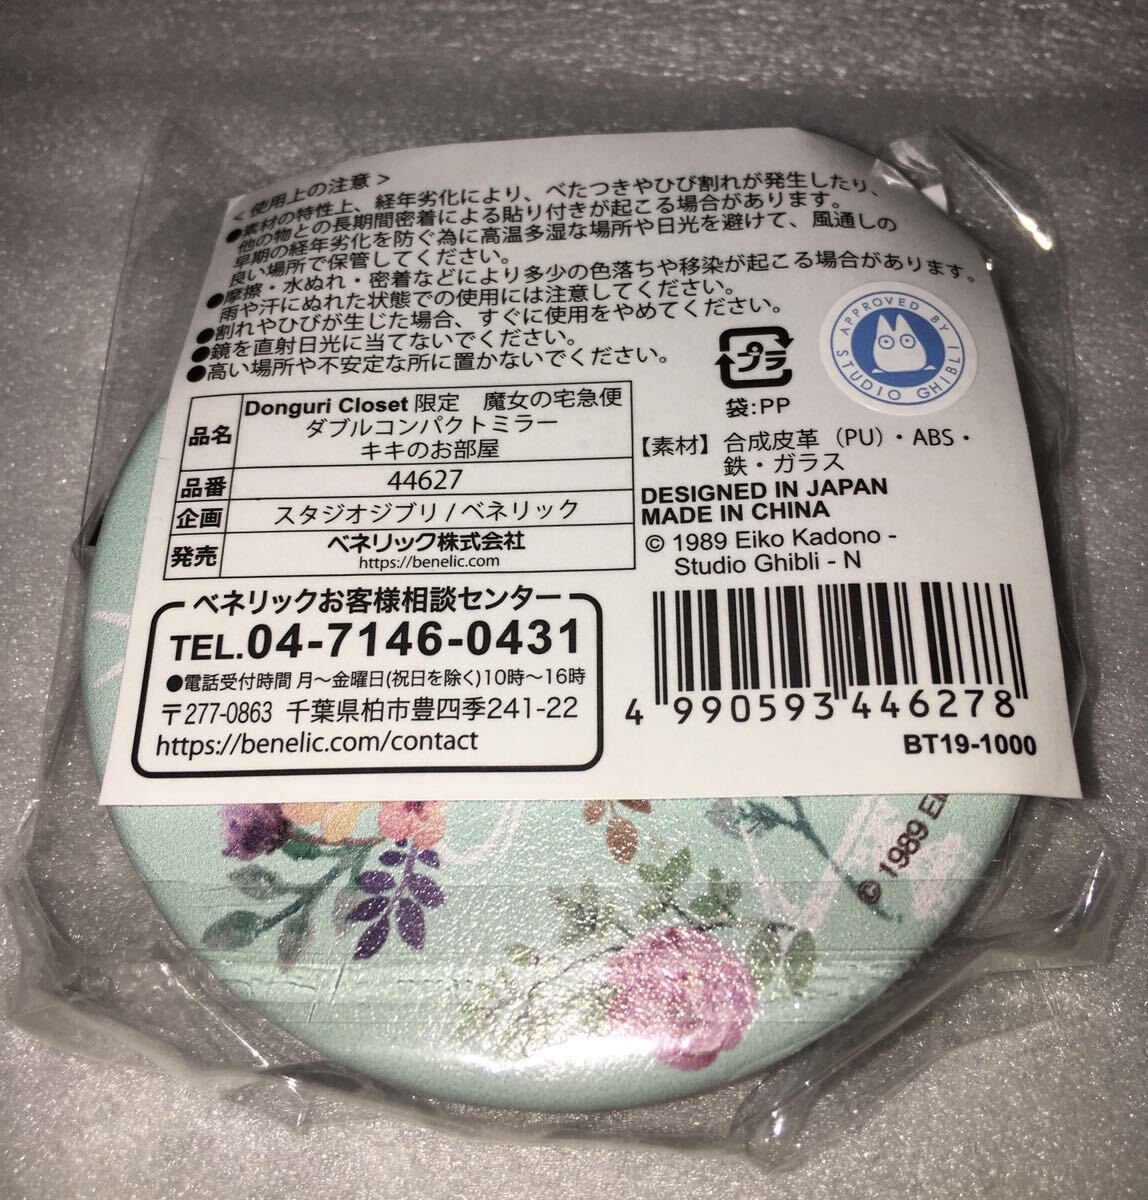 <使用上の注意>
●素材の特性上、経年劣化により、べたつきやひび割れが発生したり、
他の物との長期間密着による貼り付きが起こる場合があります。
早期の経年劣化を防ぐ為に高温多湿な場所や日光を避けて、風通しの
良い場所で保管してください。
●摩擦・水ぬれ・密着などにより多少の色落ちや移染が起こる場合があります。
雨や汗にぬれた状態での使用には注意してください。
●割れやひびが生じた場合、すぐに使用をやめてください。
●鏡を直射日光に当てないでください。
●高い場所や不安定な所に置かないでください。
プラ
袋:PP
APPROVED BY
STUDIO GHIBLI
品名 Donguri Closet 限定 魔女の宅急便
ダブルコンパクトミラー
キキのお部屋
品番 44627
企画 スタジオジブリ / ベネリック
発売 ベネリック株式会社
https://benelic.com
【素材】合成皮革（PU）・ABS・
鉄・ガラス
DESIGNED IN JAPAN
MADE IN CHINA
© 1989 Eiko Kadono -
Studio Ghibli - N
ベネリックお客様相談センター
TEL.04-7146-0431
●電話受付時間 月～金曜日(祝日を除く)10時～16時
〒277-0863 千葉県柏市豊四季241-22
https://benelic.com/contact
4 990593 446278
BT19-1000
© 1989